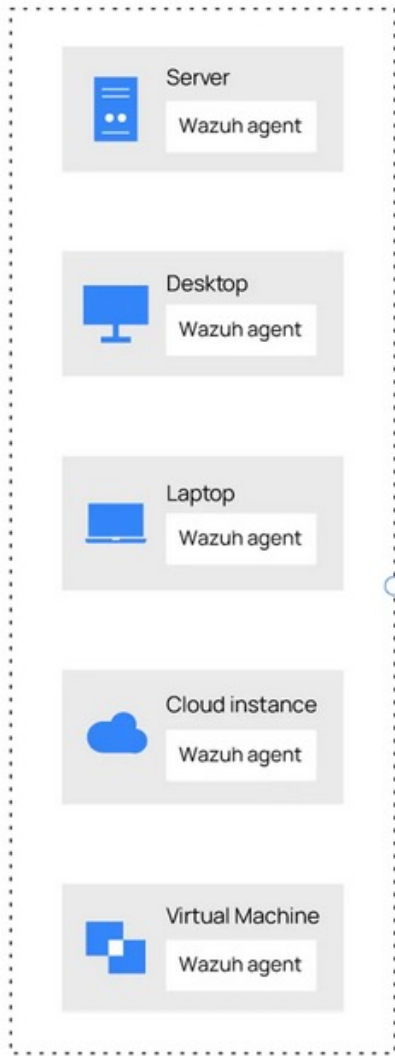 Server
Wazuh agent
Desktop
Wazuh agent
Laptop
Wazuh agent
Cloud instance
Wazuh agent
Virtual Machine
Wazuh agent